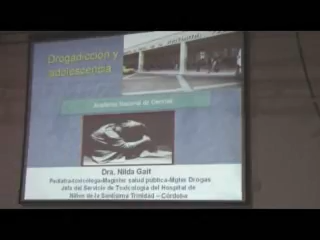 Drogadicción y
adolescencia
Academia Nacional de Ciencias
Dra. Nilda Gait
Pediatra-toxicóloga-Magister salud pública-Mgter Drogas
Jefa del Servicio de Toxicología del Hospital de
Niños de la Santísima Trinidad – Córdoba